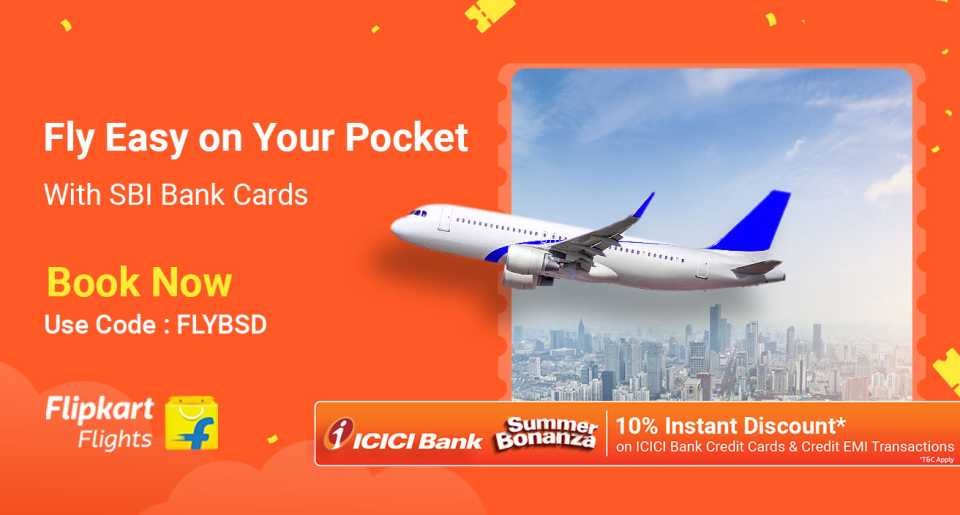 Fly Easy on Your Pocket
With SBI Bank Cards
Book Now
Use Code : FLYBSD
Flipkart
Flights
ICICI Bank
Summer
Bonanza
10% Instant Discount*
on ICICI Bank Credit Cards & Credit EMI Transactions
*T&C Apply